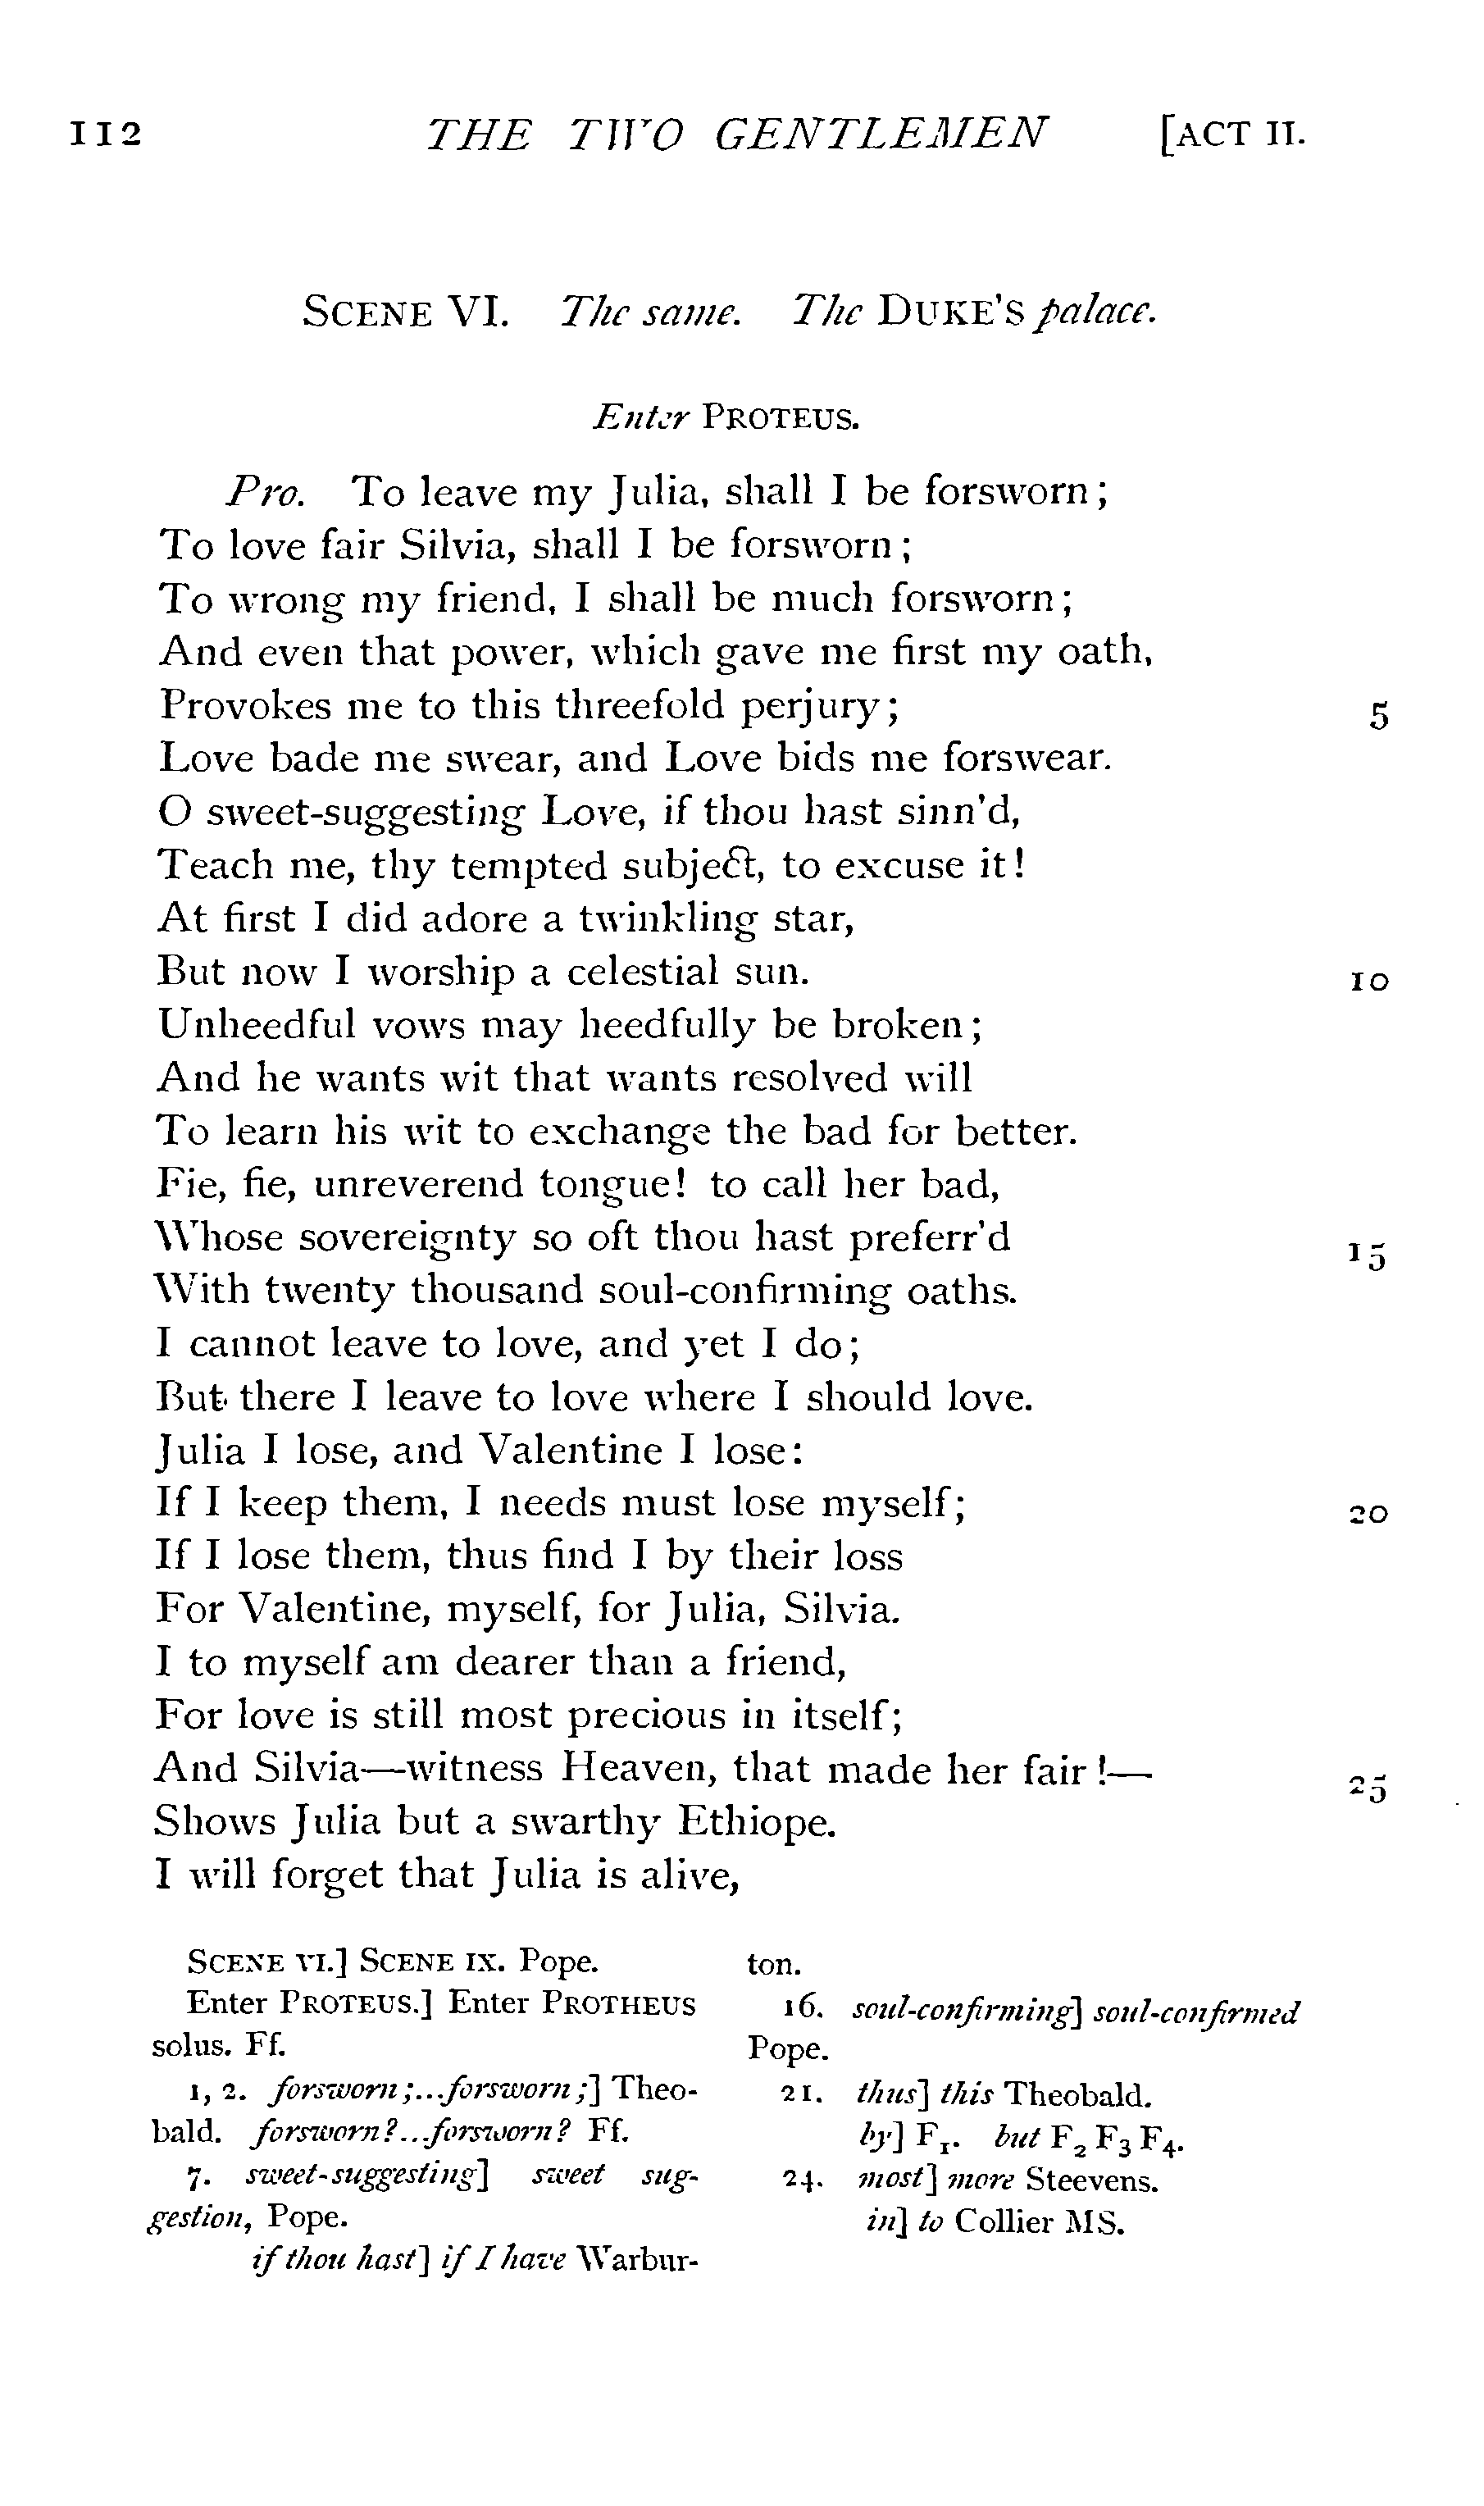 112 THE TWO GENTLEMEN [ACT II.
SCENE VI. The same. The DUKE'S palace.
Enter PROTEUS.
Pro. To leave my Julia, shall I be forsworn;
To love fair Silvia, shall I be forsworn;
To wrong my friend, I shall be much forsworn;
And even that power, which gave me first my oath,
Provokes me to this threefold perjury; 5
Love bade me swear, and Love bids me forswear.
O sweet-suggesting Love, if thou hast sinn'd,
Teach me, thy tempted subject, to excuse it!
At first I did adore a twinkling star,
But now I worship a celestial sun. 10
Unheedful vows may heedfully be broken;
And he wants wit that wants resolved will
To learn his wit to exchange the bad for better.
Fie, fie, unreverend tongue! to call her bad,
Whose sovereignty so oft thou hast preferr'd 15
With twenty thousand soul-confirming oaths.
I cannot leave to love, and yet I do;
But there I leave to love where I should love.
Julia I lose, and Valentine I lose:
If I keep them, I needs must lose myself; 20
If I lose them, thus find I by their loss
For Valentine, myself, for Julia, Silvia.
I to myself am dearer than a friend,
For love is still most precious in itself;
And Silvia—witness Heaven, that made her fair!— 25
Shows Julia but a swarthy Ethiope.
I will forget that Julia is alive,
SCENE VI.] SCENE IX. Pope.
Enter PROTEUS.] Enter PROTHEUS
solus. Ff.
1, 2. forsworn;...forsworn;] Theo-
bald. forsworn?...forsworn? Ff.
7. sweet-suggesting] sweet sug-
gestion, Pope.
if thou hast] if I have Warbur-
ton.
16. soul-confirming] soul-confirmed
Pope.
21. thus] this Theobald.
by] F1. but F2 F3 F4.
24. most] more Steevens.
in] to Collier MS.